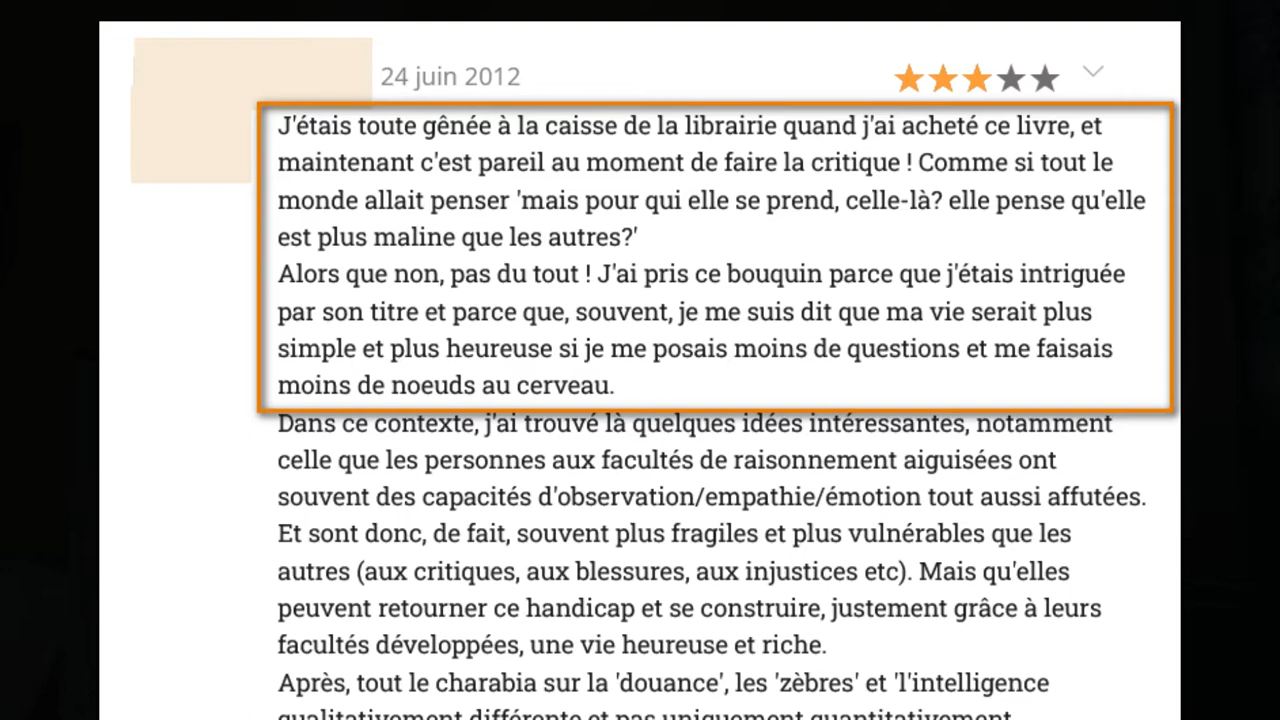 24 juin 2012
J'étais toute gênée à la caisse de la librairie quand j'ai acheté ce livre, et
maintenant c'est pareil au moment de faire la critique ! Comme si tout le
monde allait penser 'mais pour qui elle se prend, celle-là? elle pense qu'elle
est plus maline que les autres?'
Alors que non, pas du tout ! J'ai pris ce bouquin parce que j'étais intriguée
par son titre et parce que, souvent, je me suis dit que ma vie serait plus
simple et plus heureuse si je me posais moins de questions et me faisais
moins de noeuds au cerveau.
Dans ce contexte, j'ai trouvé là quelques idées intéressantes, notamment
celle que les personnes aux facultés de raisonnement aiguisées ont
souvent des capacités d'observation/empathie/émotion tout aussi affutées.
Et sont donc, de fait, souvent plus fragiles et plus vulnérables que les
autres (aux critiques, aux blessures, aux injustices etc). Mais qu'elles
peuvent retourner ce handicap et se construire, justement grâce à leurs
facultés développées, une vie heureuse et riche.
Après, tout le charabia sur la 'douance', les 'zèbres' et 'l'intelligence
qualitativement différente et pas uniquement quantitativement